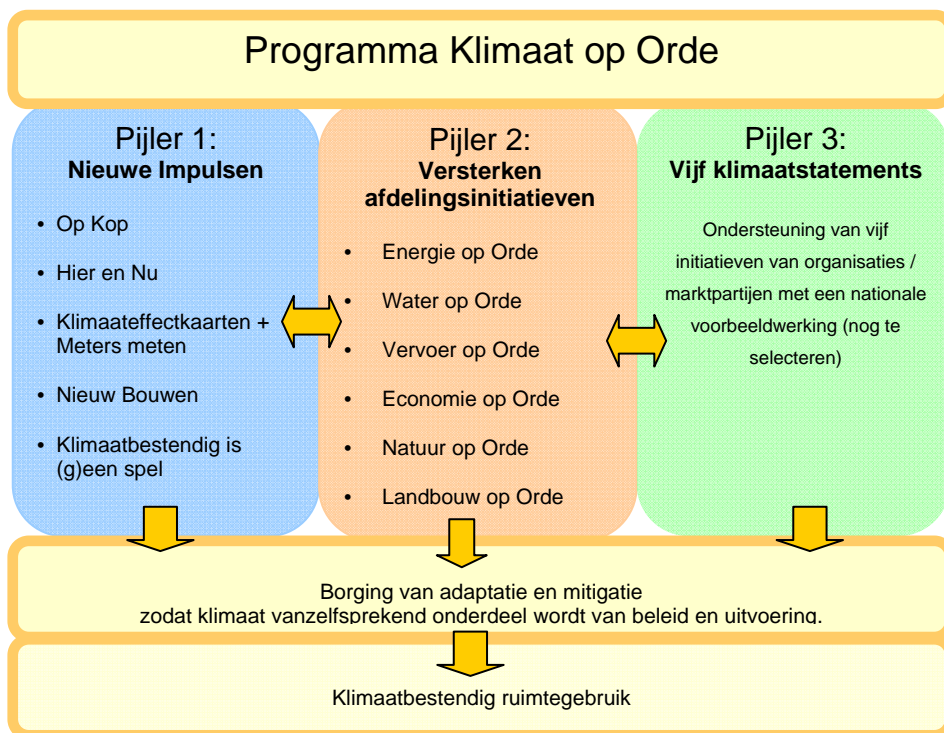 Programma Klimaat op Orde
Pijler 1:
Nieuwe Impulsen
• Op Kop
• Hier en Nu
• Klimaateffectkaarten +
Meters meten
• Nieuw Bouwen
• Klimaatbestendig is
(g)een spel
Pijler 2:
Versterken
afdelingsinitiatieven
• Energie op Orde
• Water op Orde
• Vervoer op Orde
• Economie op Orde
• Natuur op Orde
• Landbouw op Orde
Pijler 3:
Vijf klimaatstatements
Ondersteuning van vijf
initiatieven van organisaties /
marktpartijen met een nationale
voorbeeldwerking (nog te
selecteren)
Borging van adaptatie en mitigatie
zodat klimaat vanzelfsprekend onderdeel wordt van beleid en uitvoering.
Klimaatbestendig ruimtegebruik